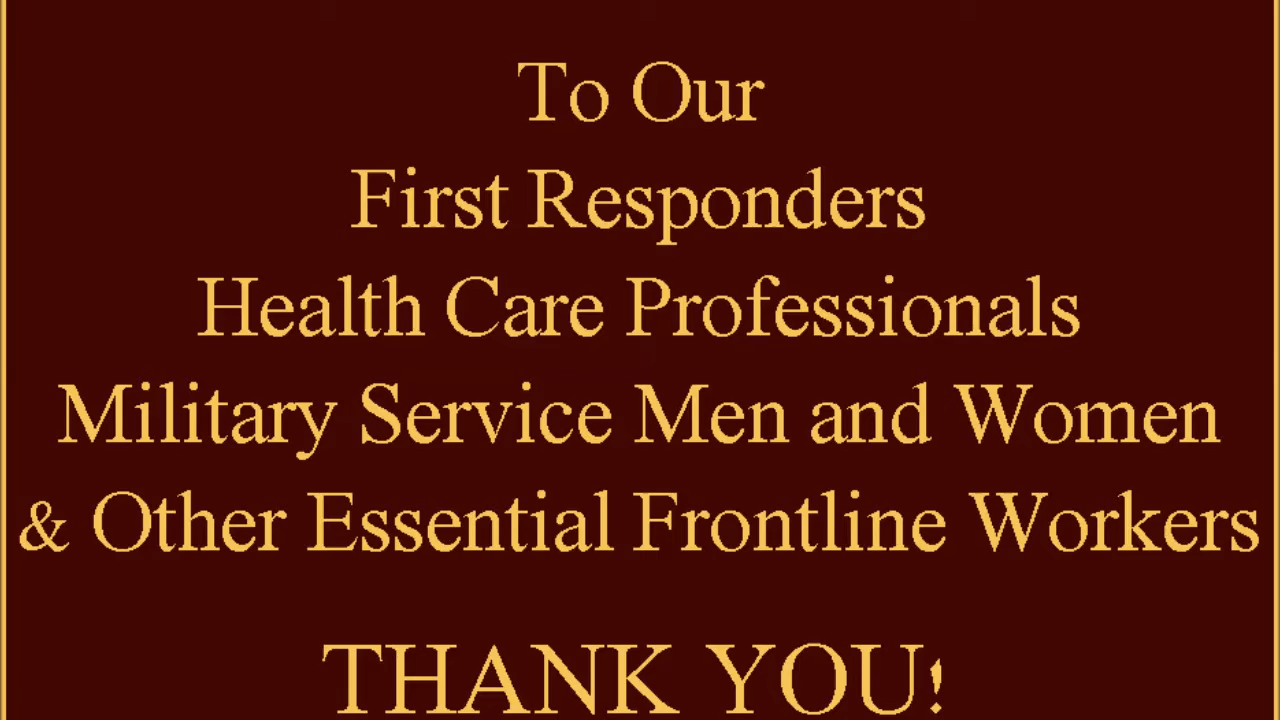 To Our
First Responders
Health Care Professionals
Military Service Men and Women
& Other Essential Frontline Workers
THANK YOU!